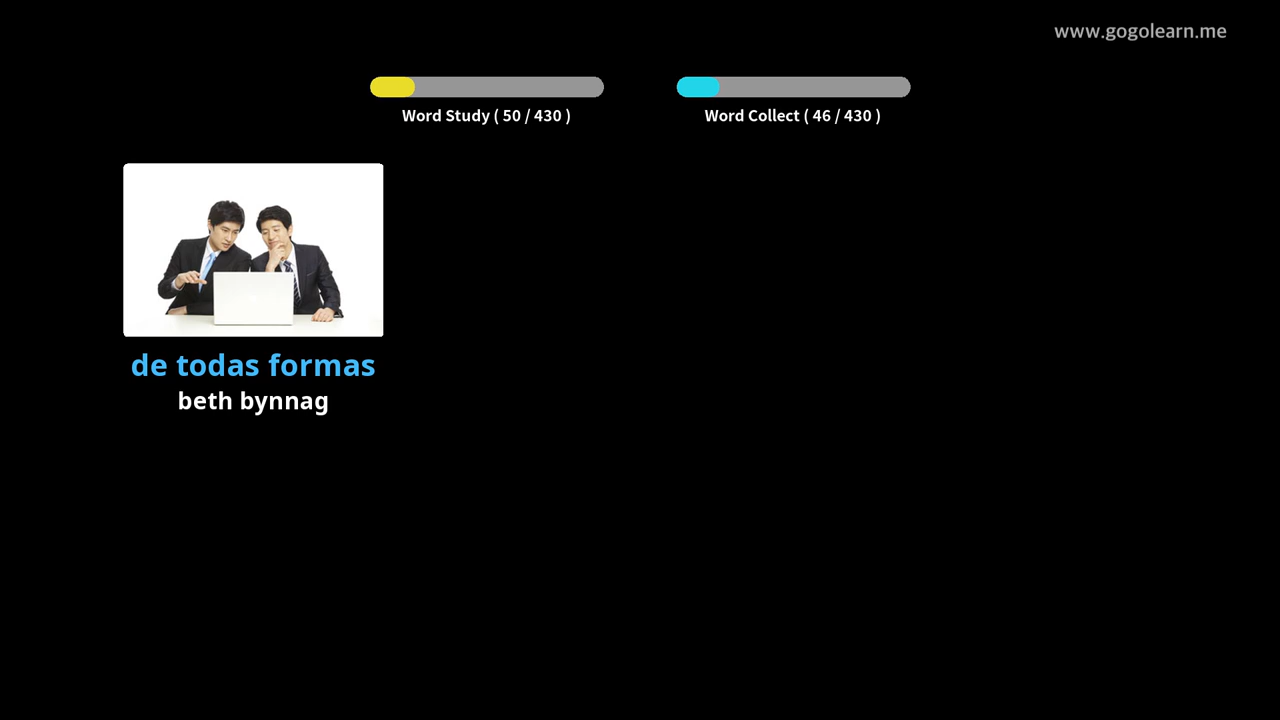 www.gogolearn.me
Word Study ( 50 / 430 )
Word Collect ( 46 / 430 )
de todas formas
beth bynnag